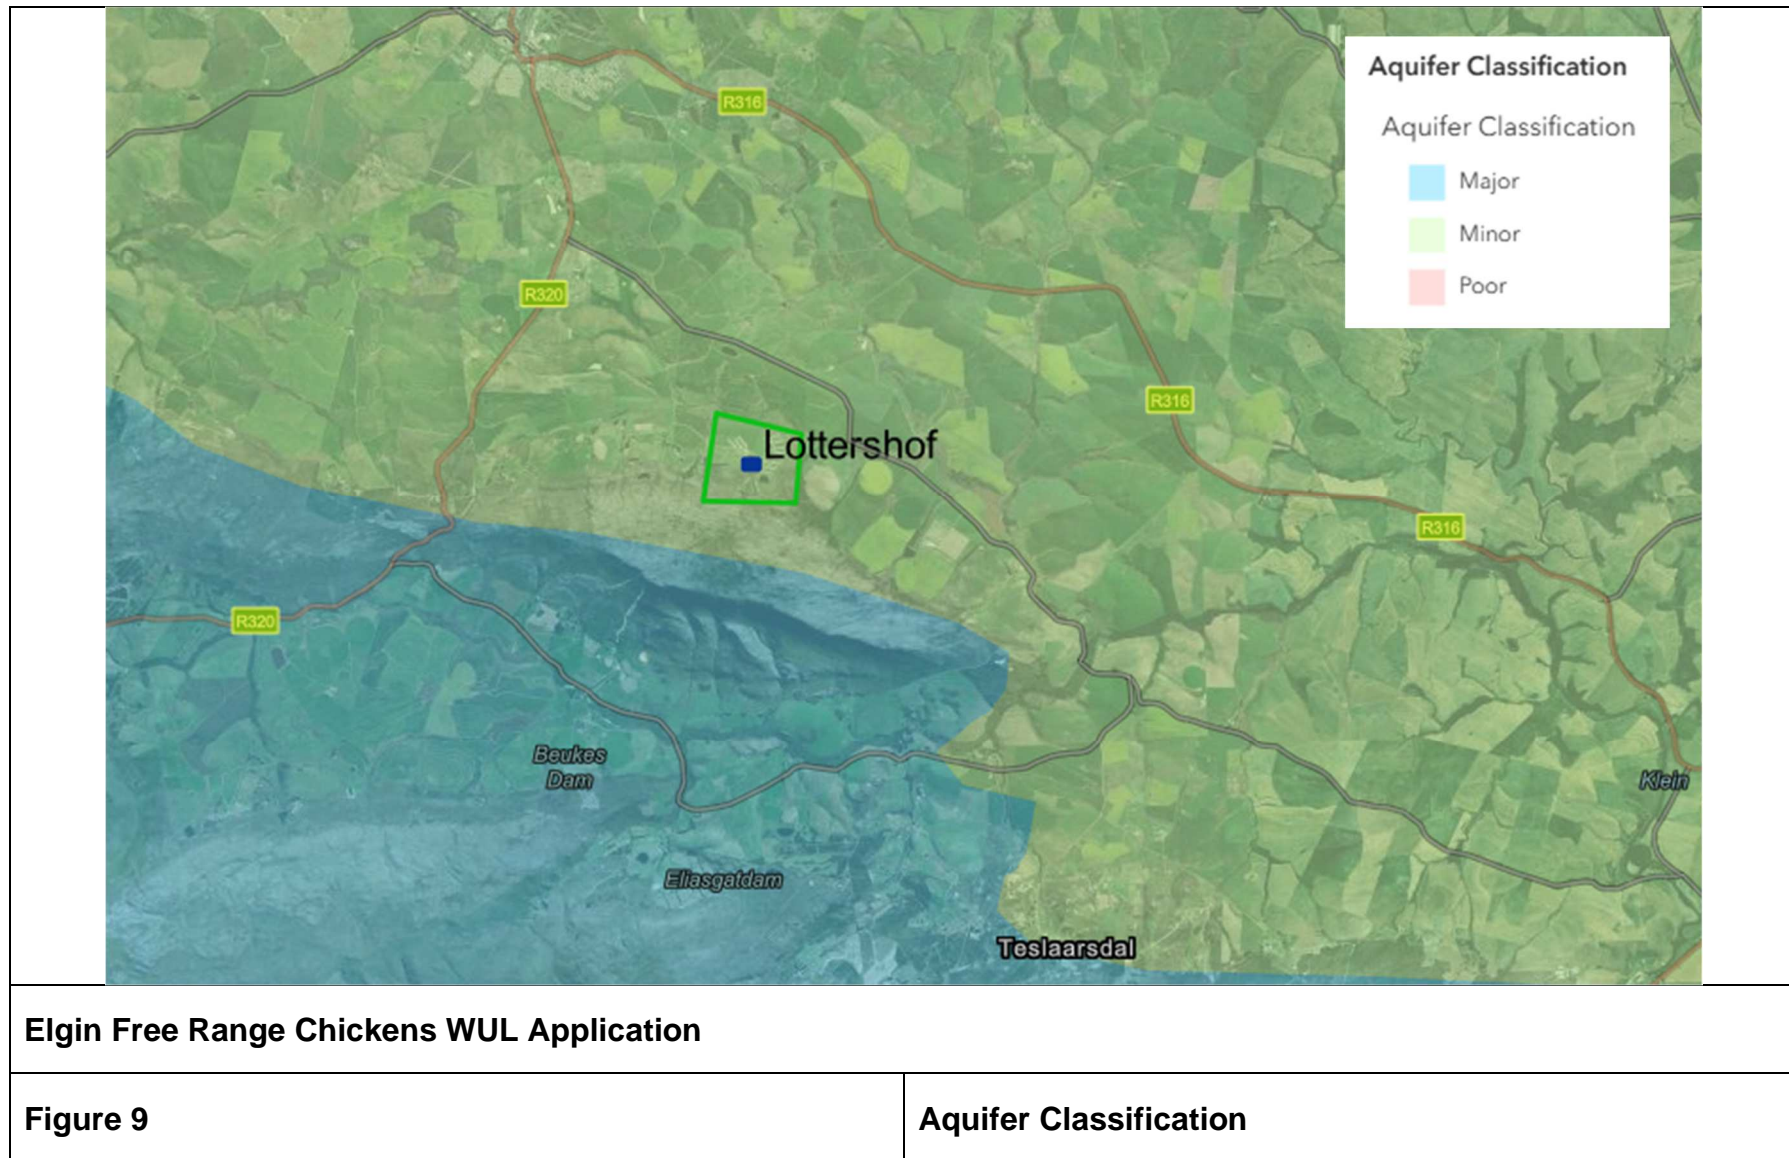 Aquifer Classification
Aquifer Classification
Major
Minor
Poor
R316
R320
R316
Lottershof
R316
R320
Beukes
Dam
Klein
Eliasgatdam
Teslaarsdal
Elgin Free Range Chickens WUL Application
Figure 9
Aquifer Classification